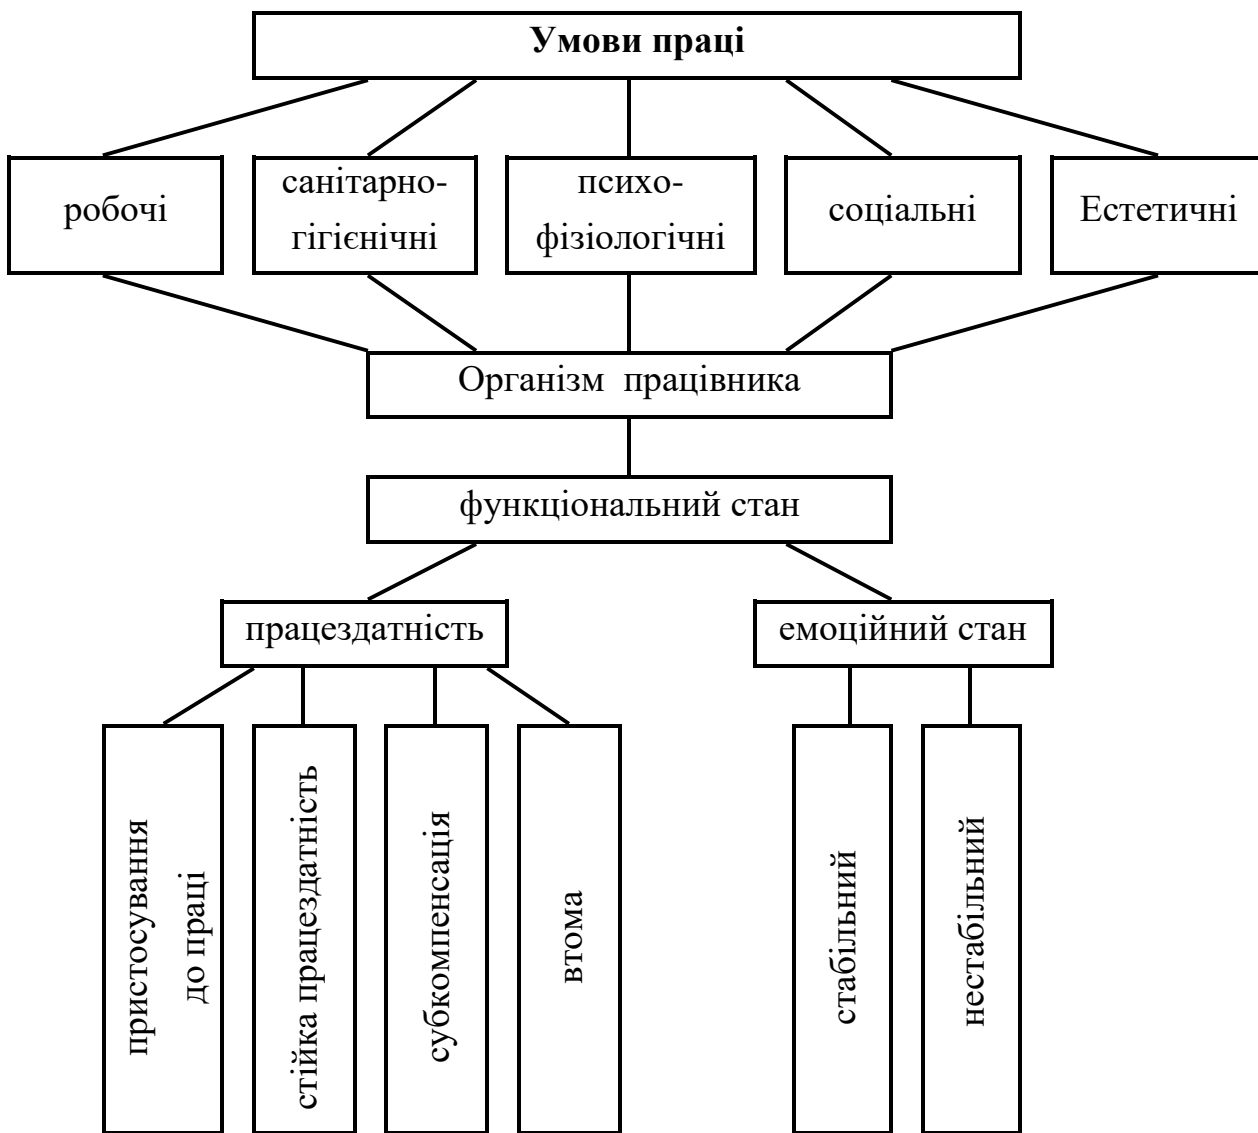 Умови праці
робочі
санітарно-
гігієнічні
психо-
фізіологічні
соціальні
Естетичні
Організм працівника
функціональний стан
працездатність
емоційний стан
пристосування
до праці
стійка працездатність
субкомпенсація
втома
стабільний
нестабільний